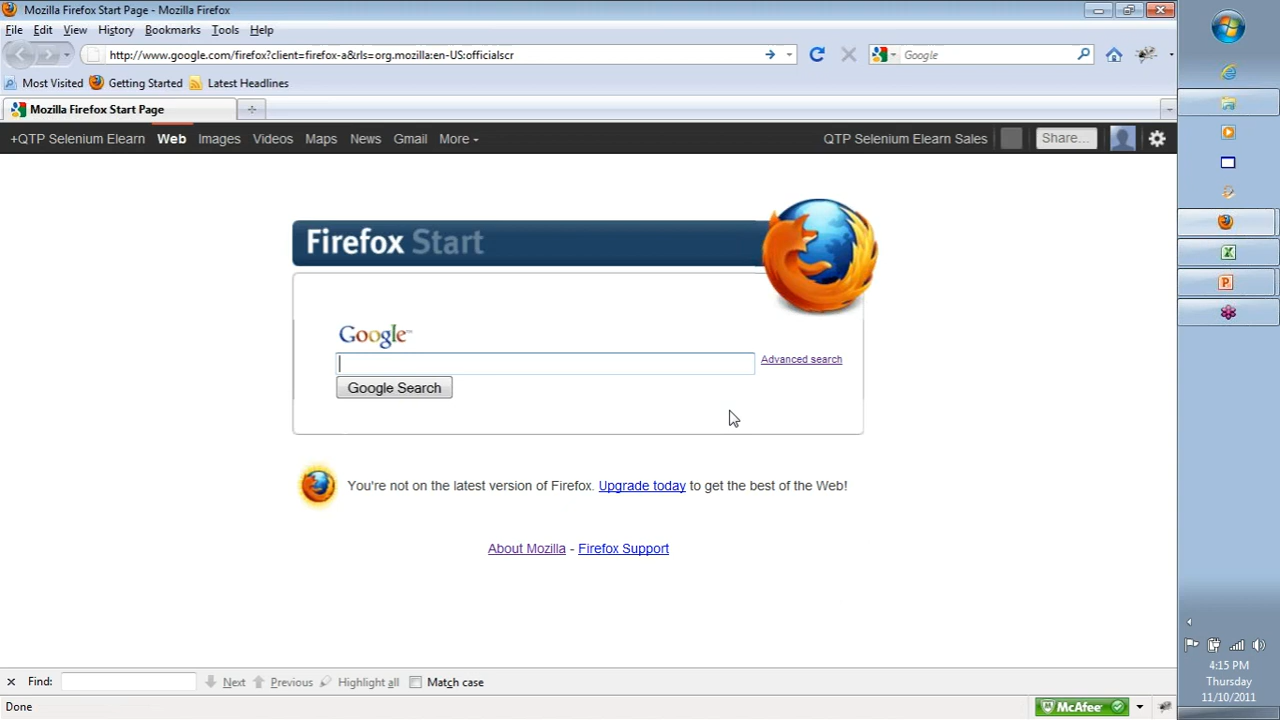 Mozilla Firefox Start Page - Mozilla Firefox
File Edit View History Bookmarks Tools Help
http://www.google.com/firefox?client=firefox-a&rls=org.mozilla:en-US:officialscr
Google
Most Visited Getting Started Latest Headlines
Mozilla Firefox Start Page
+QTP Selenium Elearn Web Images Videos Maps News Gmail More QTP Selenium Elearn Sales Share...
Firefox Start
Google™
Advanced search
Google Search
You're not on the latest version of Firefox. Upgrade today to get the best of the Web!
About Mozilla - Firefox Support
Find: Next Previous Highlight all Match case
Done
McAfee
4:15 PM
Thursday
11/10/2011